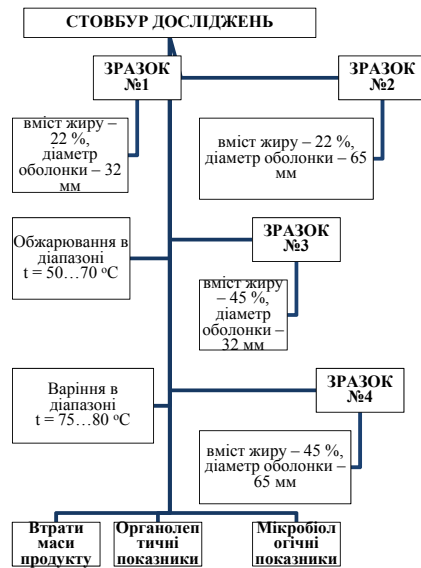 СТОВБУР ДОСЛІДЖЕНЬ
ЗРАЗОК
№1
ЗРАЗОК
№2
вміст жиру –
22 %,
діаметр
оболонки – 32
мм
вміст жиру – 22 %,
діаметр оболонки – 65
мм
Обжарювання в
діапазоні
t = 50…70 ºС
ЗРАЗОК
№3
вміст жиру
– 45 %,
діаметр
оболонки –
32 мм
Варіння в
діапазоні
t = 75…80 ºС
ЗРАЗОК
№4
вміст жиру – 45 %,
діаметр оболонки –
65 мм
Втрати
маси
продукту
Органолеп
тичні
показники
Мікробіол
огічні
показники